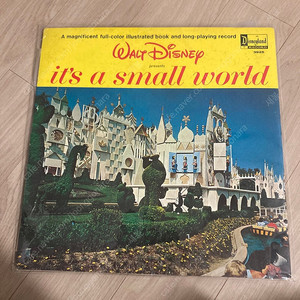 A magnificent full-color illustrated book and long-playing record
Disneyland
WALT DISNEY
presents
it's a small world